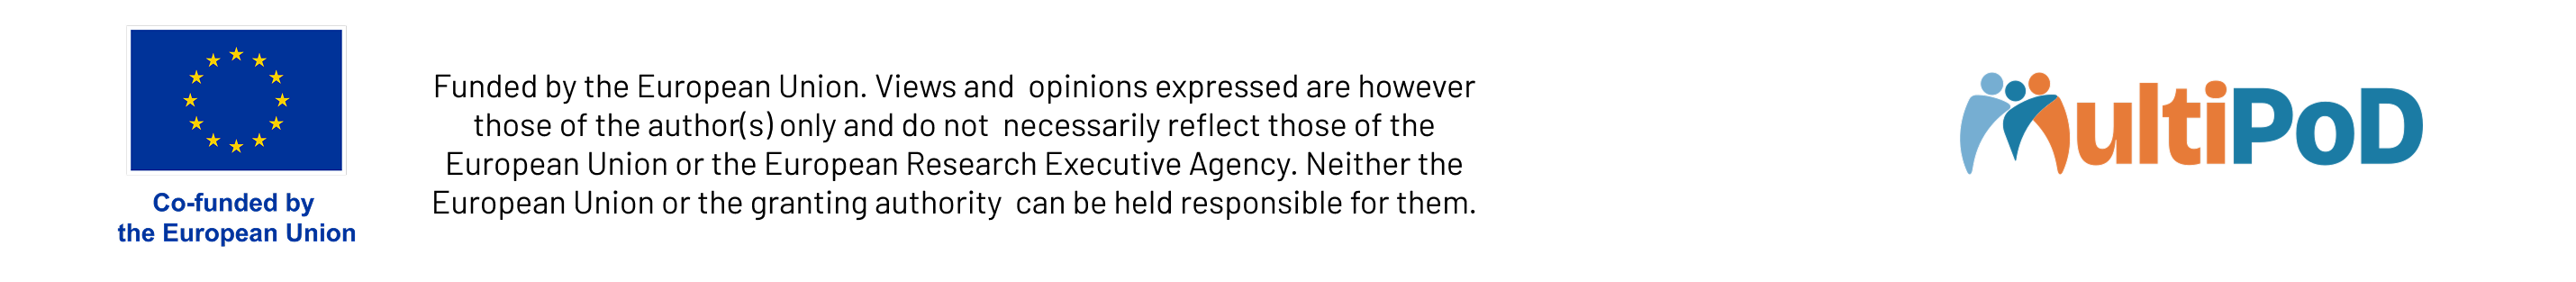 Co-funded by
the European Union
Funded by the European Union. Views and  opinions expressed are however
those of the author(s) only and do not  necessarily reflect those of the
European Union or the European Research Executive Agency. Neither the
European Union or the granting authority  can be held responsible for them.
MultiPoD